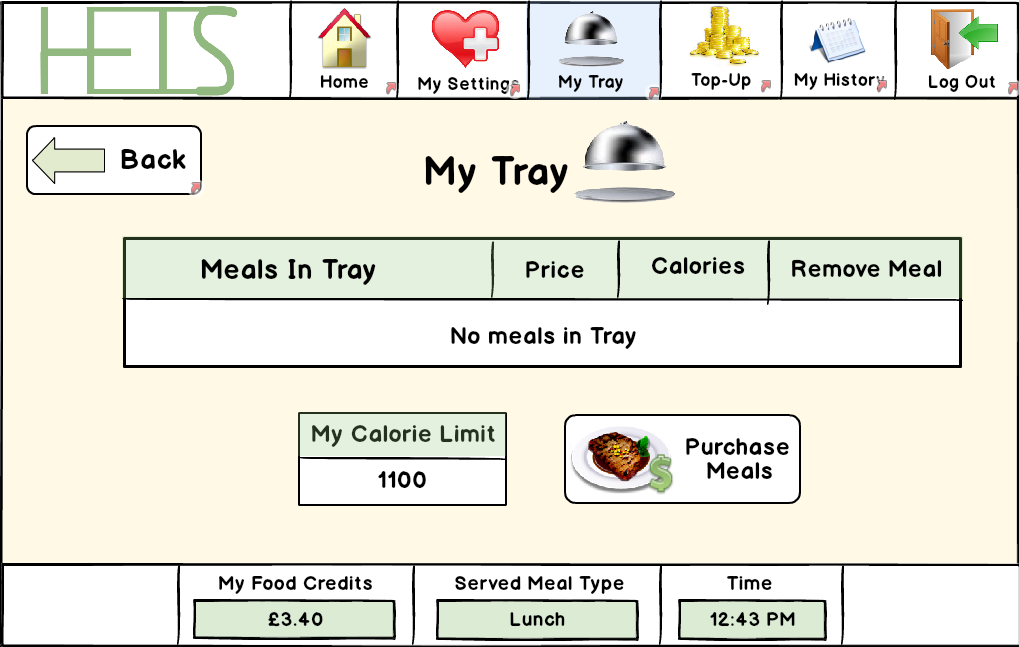 HETS
Home
My Settings
My Tray
Top-Up
My History
Log Out
Back
My Tray
Meals In Tray
Price
Calories
Remove Meal
No meals in Tray
My Calorie Limit
1100
Purchase
Meals
$
My Food Credits
Served Meal Type
Time
£3.40
Lunch
12:43 PM